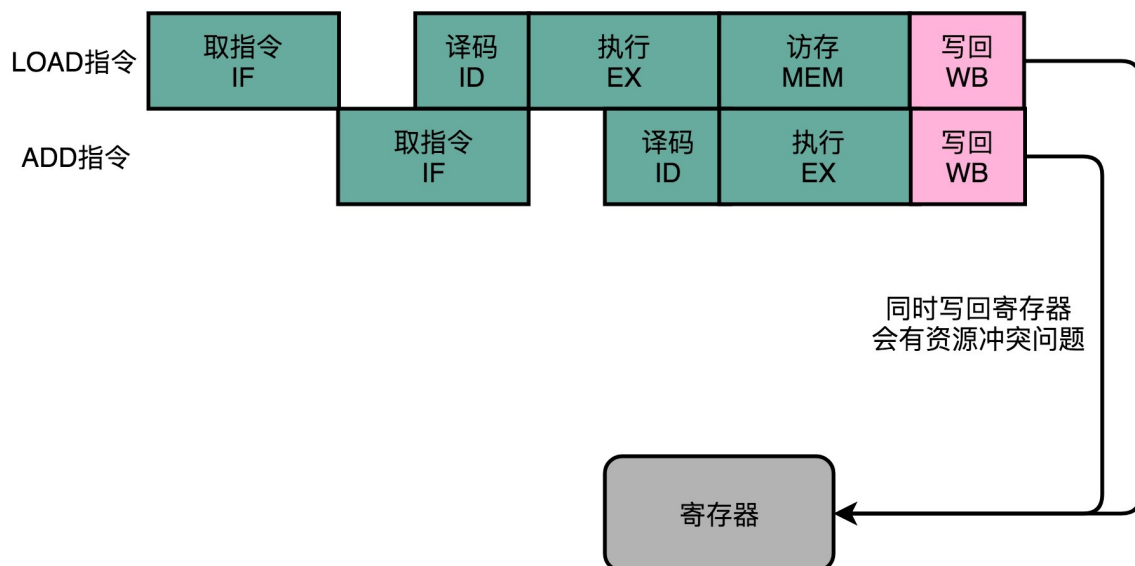 LOAD指令
取指令
IF
译码
ID
执行
EX
访存
MEM
写回
WB
ADD指令
取指令
IF
译码
ID
执行
EX
写回
WB
同时写回寄存器
会有资源冲突问题
寄存器